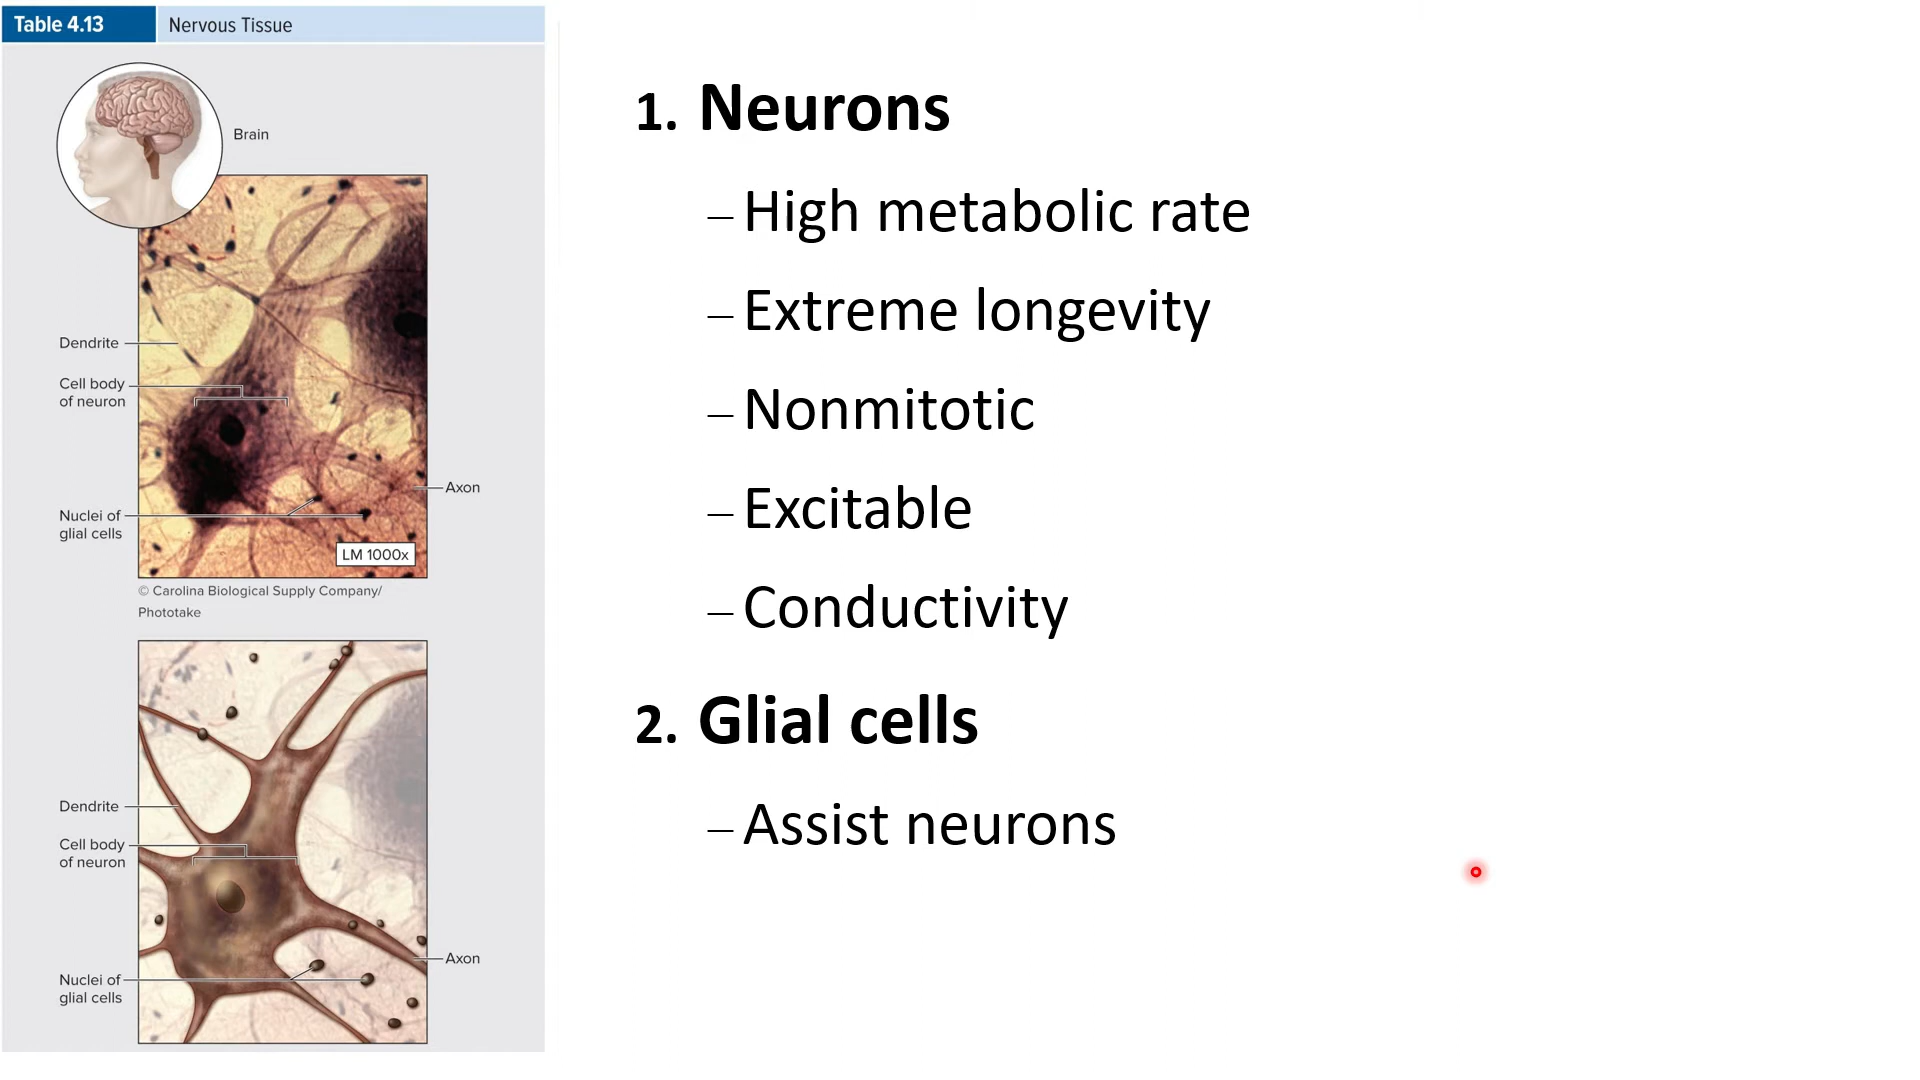 Table 4.13 Nervous Tissue
Brain
Dendrite
Cell body
of neuron
Axon
Nuclei of
glial cells
LM 1000x
© Carolina Biological Supply Company/
Phototake
Dendrite
Cell body
of neuron
Axon
Nuclei of
glial cells
1. Neurons
– High metabolic rate
– Extreme longevity
– Nonmitotic
– Excitable
– Conductivity
2. Glial cells
– Assist neurons